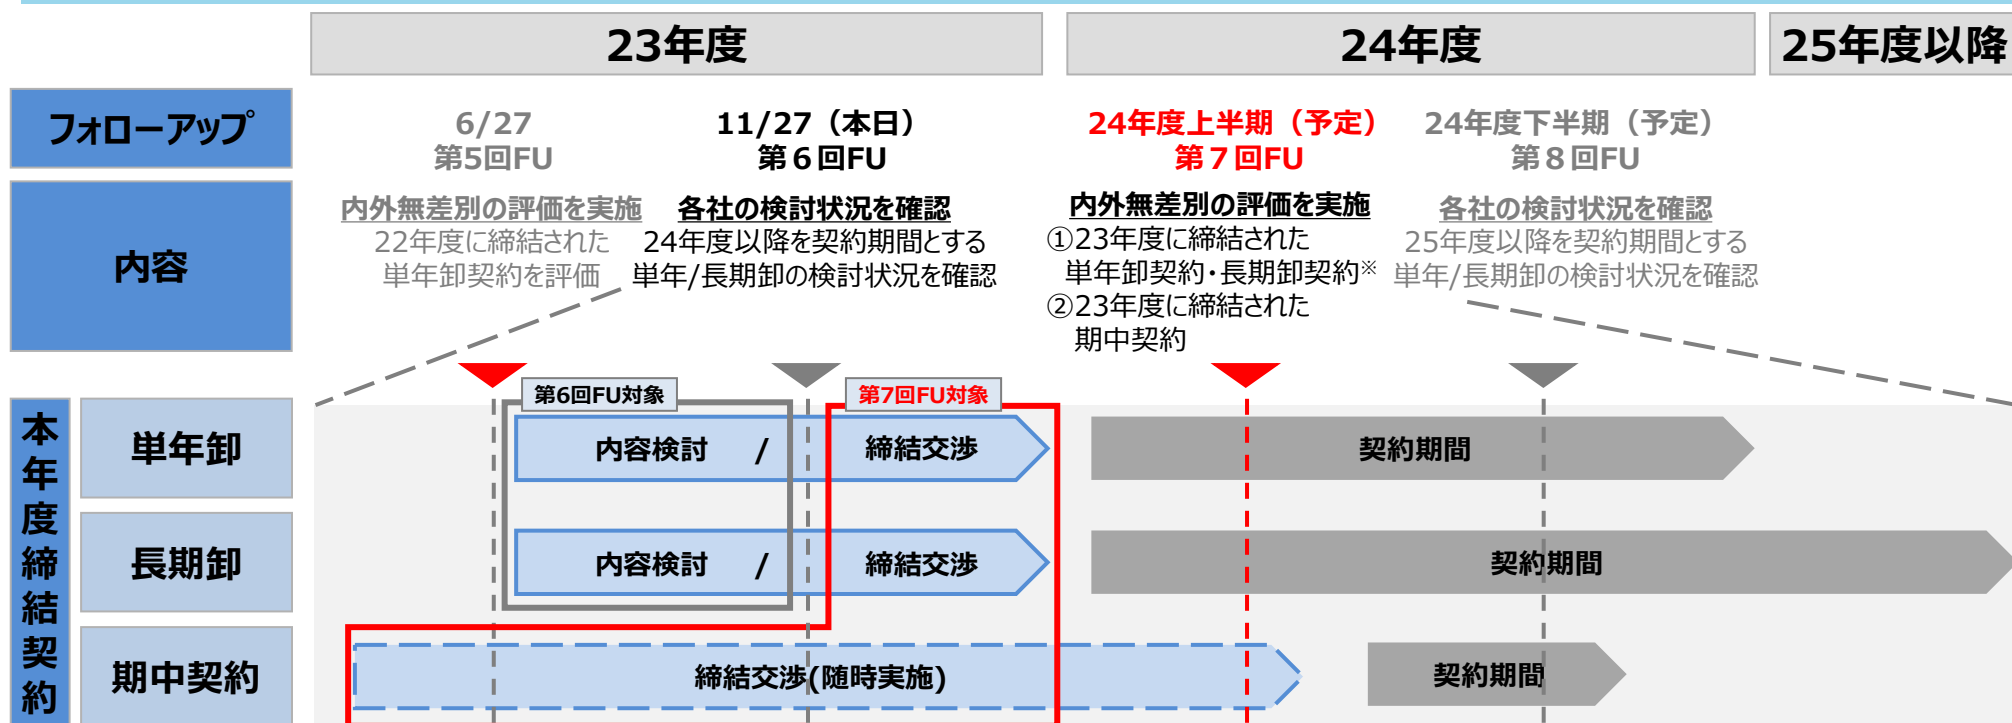 23年度
24年度
25年度以降
フォローアップ
6/27
第5回FU
11/27（本日）
第６回FU
24年度上半期（予定）
第７回FU
24年度下半期（予定）
第８回FU
内容
内外無差別の評価を実施
22年度に締結された
単年卸契約を評価
各社の検討状況を確認
24年度以降を契約期間とする
単年/長期卸の検討状況を確認
内外無差別の評価を実施
①23年度に締結された
単年卸契約・長期卸契約※
②23年度に締結された
期中契約
各社の検討状況を確認
25年度以降を契約期間とする
単年/長期卸の検討状況を確認
第6回FU対象
第7回FU対象
本年度締結契約
単年卸
内容検討　/　締結交渉
契約期間
長期卸
内容検討　/　締結交渉
契約期間
期中契約
締結交渉(随時実施)
契約期間